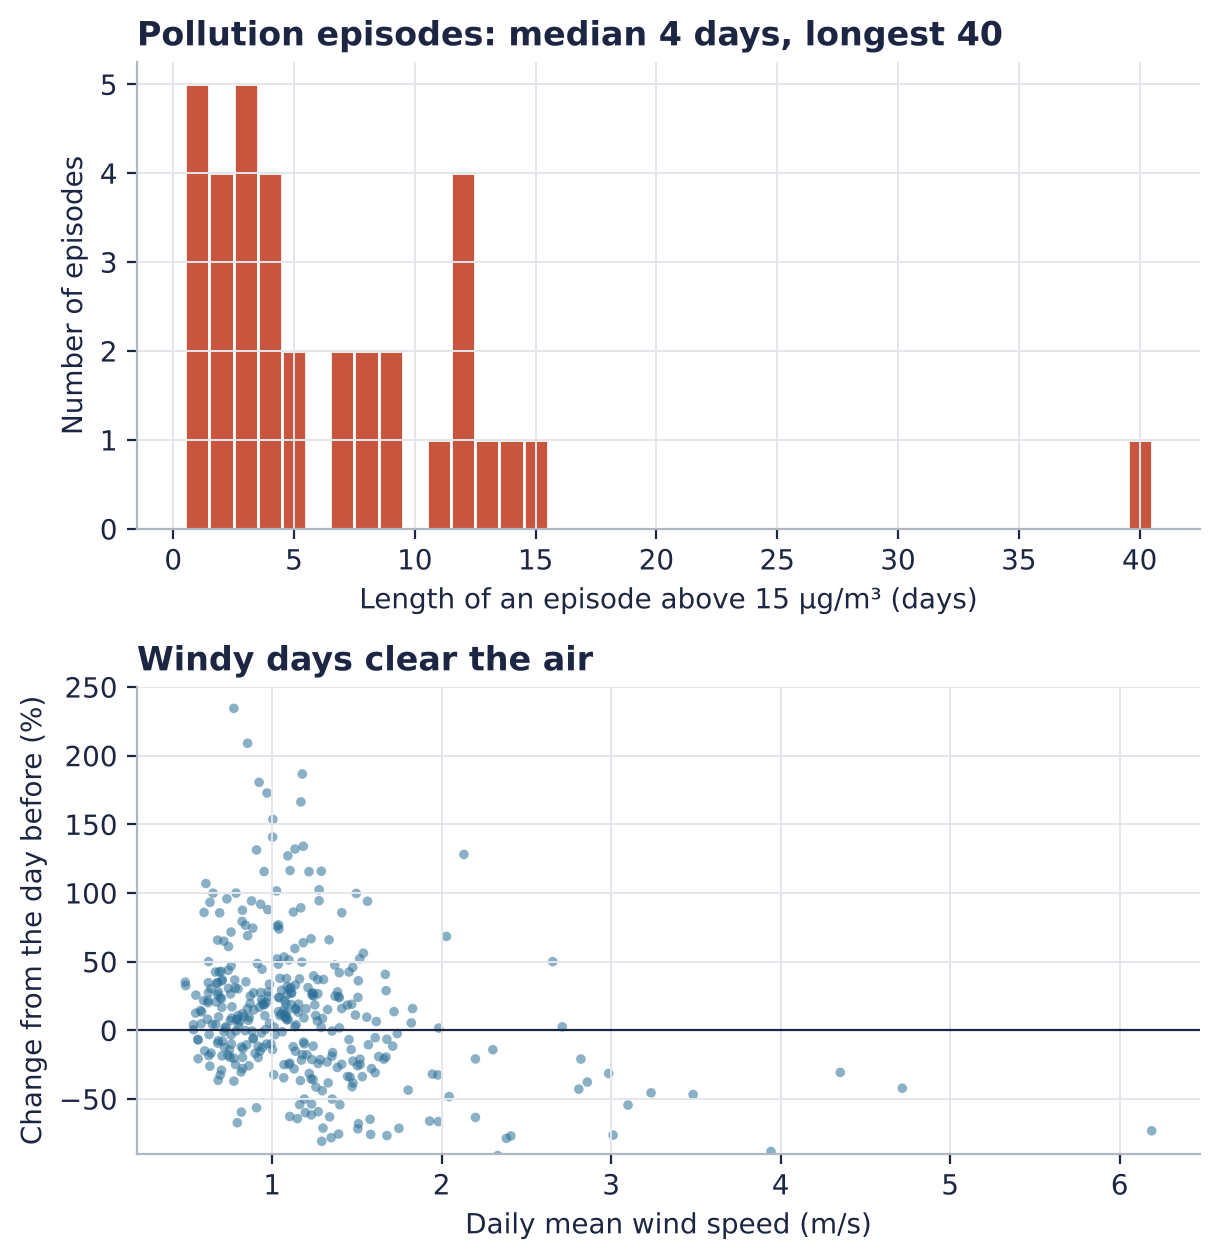 Pollution episodes: median 4 days, longest 40
Number of episodes
5
4
3
2
1
0
0 5 10 15 20 25 30 35 40
Length of an episode above 15 µg/m³ (days)
Windy days clear the air
Change from the day before (%)
250
200
150
100
50
0
−50
1 2 3 4 5 6
Daily mean wind speed (m/s)